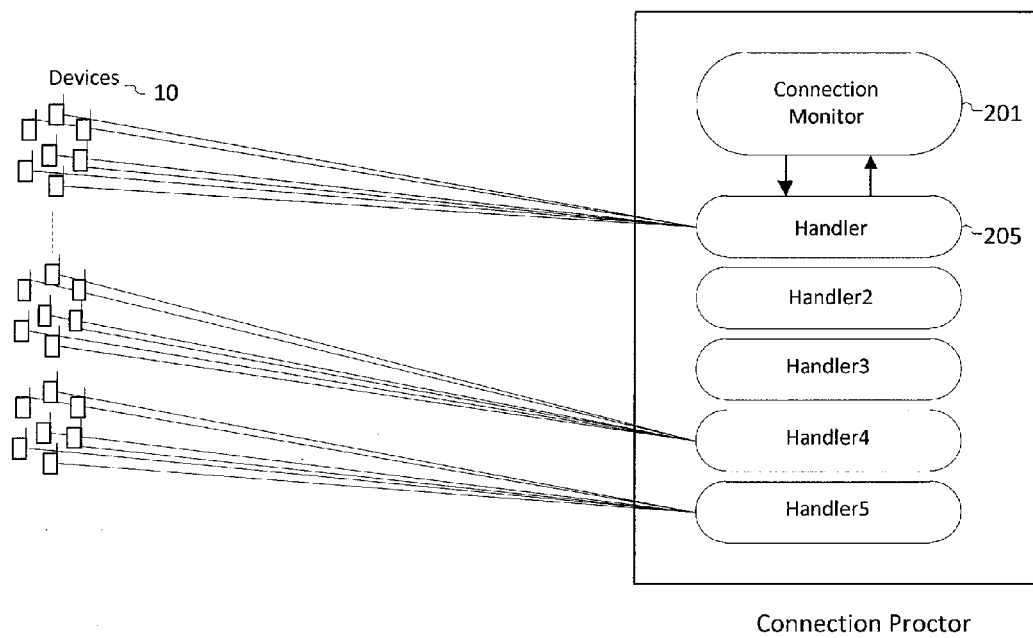 Devices 10
Connection
Monitor
201
Handler
205
Handler2
Handler3
Handler4
Handler5
Connection Proctor